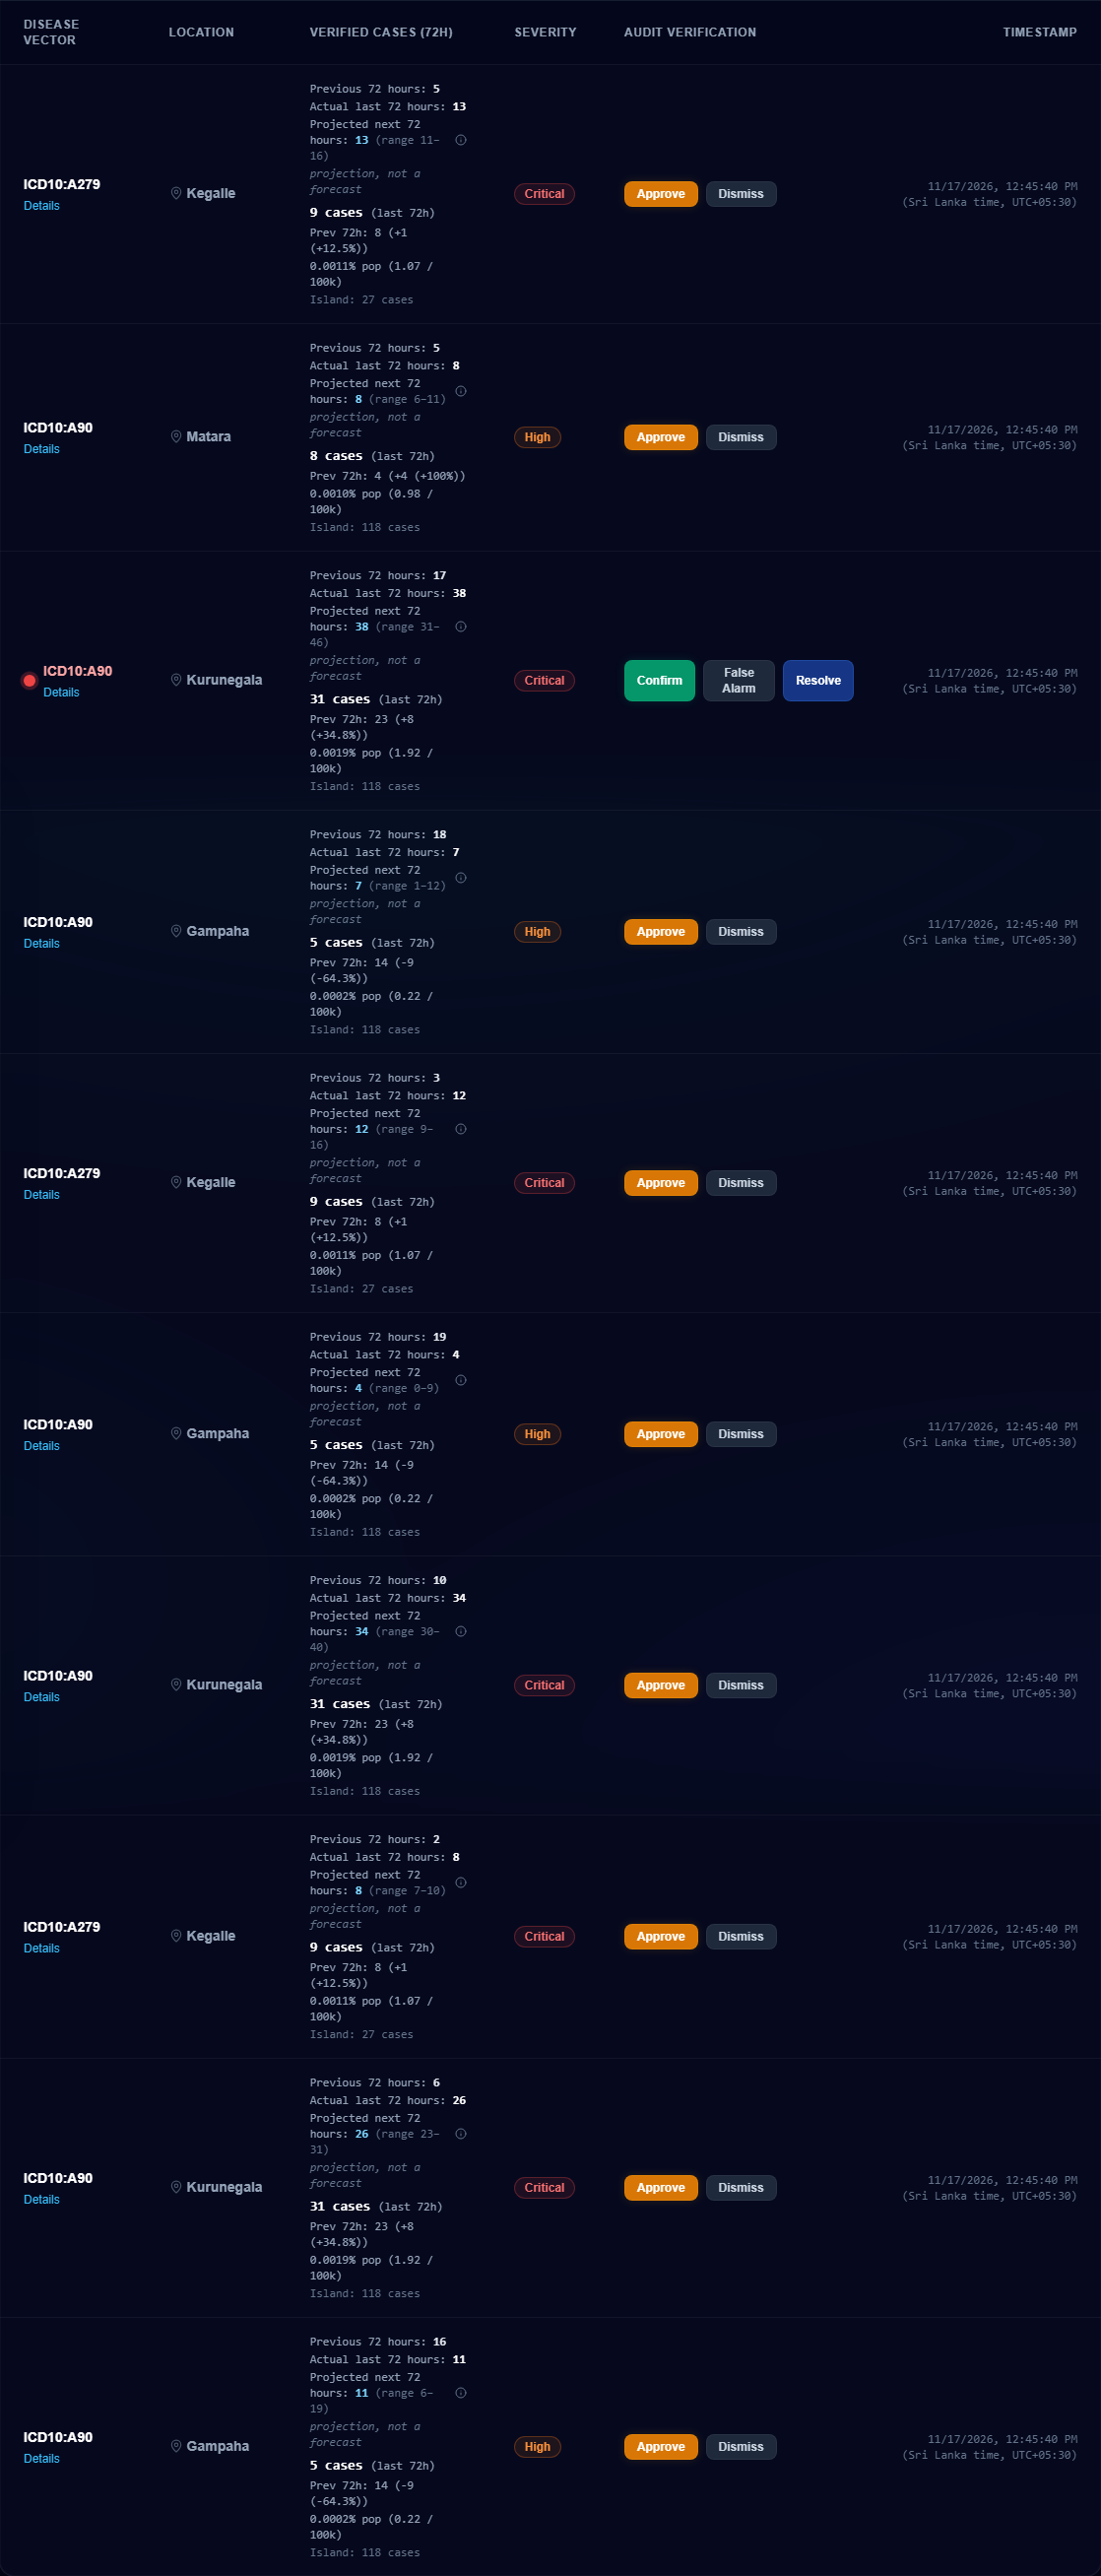 DISEASE VECTOR
LOCATION
VERIFIED CASES (72H)
SEVERITY
AUDIT VERIFICATION
TIMESTAMP
ICD10:A279
Details
Kegalle
Previous 72 hours: 5
Actual last 72 hours: 13
Projected next 72
hours: 13 (range 11–
16)
projection, not a
forecast
9 cases (last 72h)
Prev 72h: 8 (+1
(+12.5%))
0.0011% pop (1.07 /
100k)
Island: 27 cases
Critical
Approve
Dismiss
11/17/2026, 12:45:40 PM
(Sri Lanka time, UTC+05:30)
ICD10:A90
Details
Matara
Previous 72 hours: 5
Actual last 72 hours: 8
Projected next 72
hours: 8 (range 6–11)
projection, not a
forecast
8 cases (last 72h)
Prev 72h: 4 (+4 (+100%))
0.0010% pop (0.98 /
100k)
Island: 118 cases
High
Approve
Dismiss
11/17/2026, 12:45:40 PM
(Sri Lanka time, UTC+05:30)
ICD10:A90
Details
Kurunegala
Previous 72 hours: 17
Actual last 72 hours: 38
Projected next 72
hours: 38 (range 31–
46)
projection, not a
forecast
31 cases (last 72h)
Prev 72h: 23 (+8
(+34.8%))
0.0019% pop (1.92 /
100k)
Island: 118 cases
Critical
Confirm
False
Alarm
Resolve
11/17/2026, 12:45:40 PM
(Sri Lanka time, UTC+05:30)
ICD10:A90
Details
Gampaha
Previous 72 hours: 18
Actual last 72 hours: 7
Projected next 72
hours: 7 (range 1–12)
projection, not a
forecast
5 cases (last 72h)
Prev 72h: 14 (-9
(-64.3%))
0.0002% pop (0.22 /
100k)
Island: 118 cases
High
Approve
Dismiss
11/17/2026, 12:45:40 PM
(Sri Lanka time, UTC+05:30)
ICD10:A279
Details
Kegalle
Previous 72 hours: 3
Actual last 72 hours: 12
Projected next 72
hours: 12 (range 9–
16)
projection, not a
forecast
9 cases (last 72h)
Prev 72h: 8 (+1
(+12.5%))
0.0011% pop (1.07 /
100k)
Island: 27 cases
Critical
Approve
Dismiss
11/17/2026, 12:45:40 PM
(Sri Lanka time, UTC+05:30)
ICD10:A90
Details
Gampaha
Previous 72 hours: 19
Actual last 72 hours: 4
Projected next 72
hours: 4 (range 0–9)
projection, not a
forecast
5 cases (last 72h)
Prev 72h: 14 (-9
(-64.3%))
0.0002% pop (0.22 /
100k)
Island: 118 cases
High
Approve
Dismiss
11/17/2026, 12:45:40 PM
(Sri Lanka time, UTC+05:30)
ICD10:A90
Details
Kurunegala
Previous 72 hours: 10
Actual last 72 hours: 34
Projected next 72
hours: 34 (range 30–
40)
projection, not a
forecast
31 cases (last 72h)
Prev 72h: 23 (+8
(+34.8%))
0.0019% pop (1.92 /
100k)
Island: 118 cases
Critical
Approve
Dismiss
11/17/2026, 12:45:40 PM
(Sri Lanka time, UTC+05:30)
ICD10:A279
Details
Kegalle
Previous 72 hours: 2
Actual last 72 hours: 8
Projected next 72
hours: 8 (range 7–10)
projection, not a
forecast
9 cases (last 72h)
Prev 72h: 8 (+1
(+12.5%))
0.0011% pop (1.07 /
100k)
Island: 27 cases
Critical
Approve
Dismiss
11/17/2026, 12:45:40 PM
(Sri Lanka time, UTC+05:30)
ICD10:A90
Details
Kurunegala
Previous 72 hours: 6
Actual last 72 hours: 26
Projected next 72
hours: 26 (range 23–
31)
projection, not a
forecast
31 cases (last 72h)
Prev 72h: 23 (+8
(+34.8%))
0.0019% pop (1.92 /
100k)
Island: 118 cases
Critical
Approve
Dismiss
11/17/2026, 12:45:40 PM
(Sri Lanka time, UTC+05:30)
ICD10:A90
Details
Gampaha
Previous 72 hours: 16
Actual last 72 hours: 11
Projected next 72
hours: 11 (range 6–
19)
projection, not a
forecast
5 cases (last 72h)
Prev 72h: 14 (-9
(-64.3%))
0.0002% pop (0.22 /
100k)
Island: 118 cases
High
Approve
Dismiss
11/17/2026, 12:45:40 PM
(Sri Lanka time, UTC+05:30)